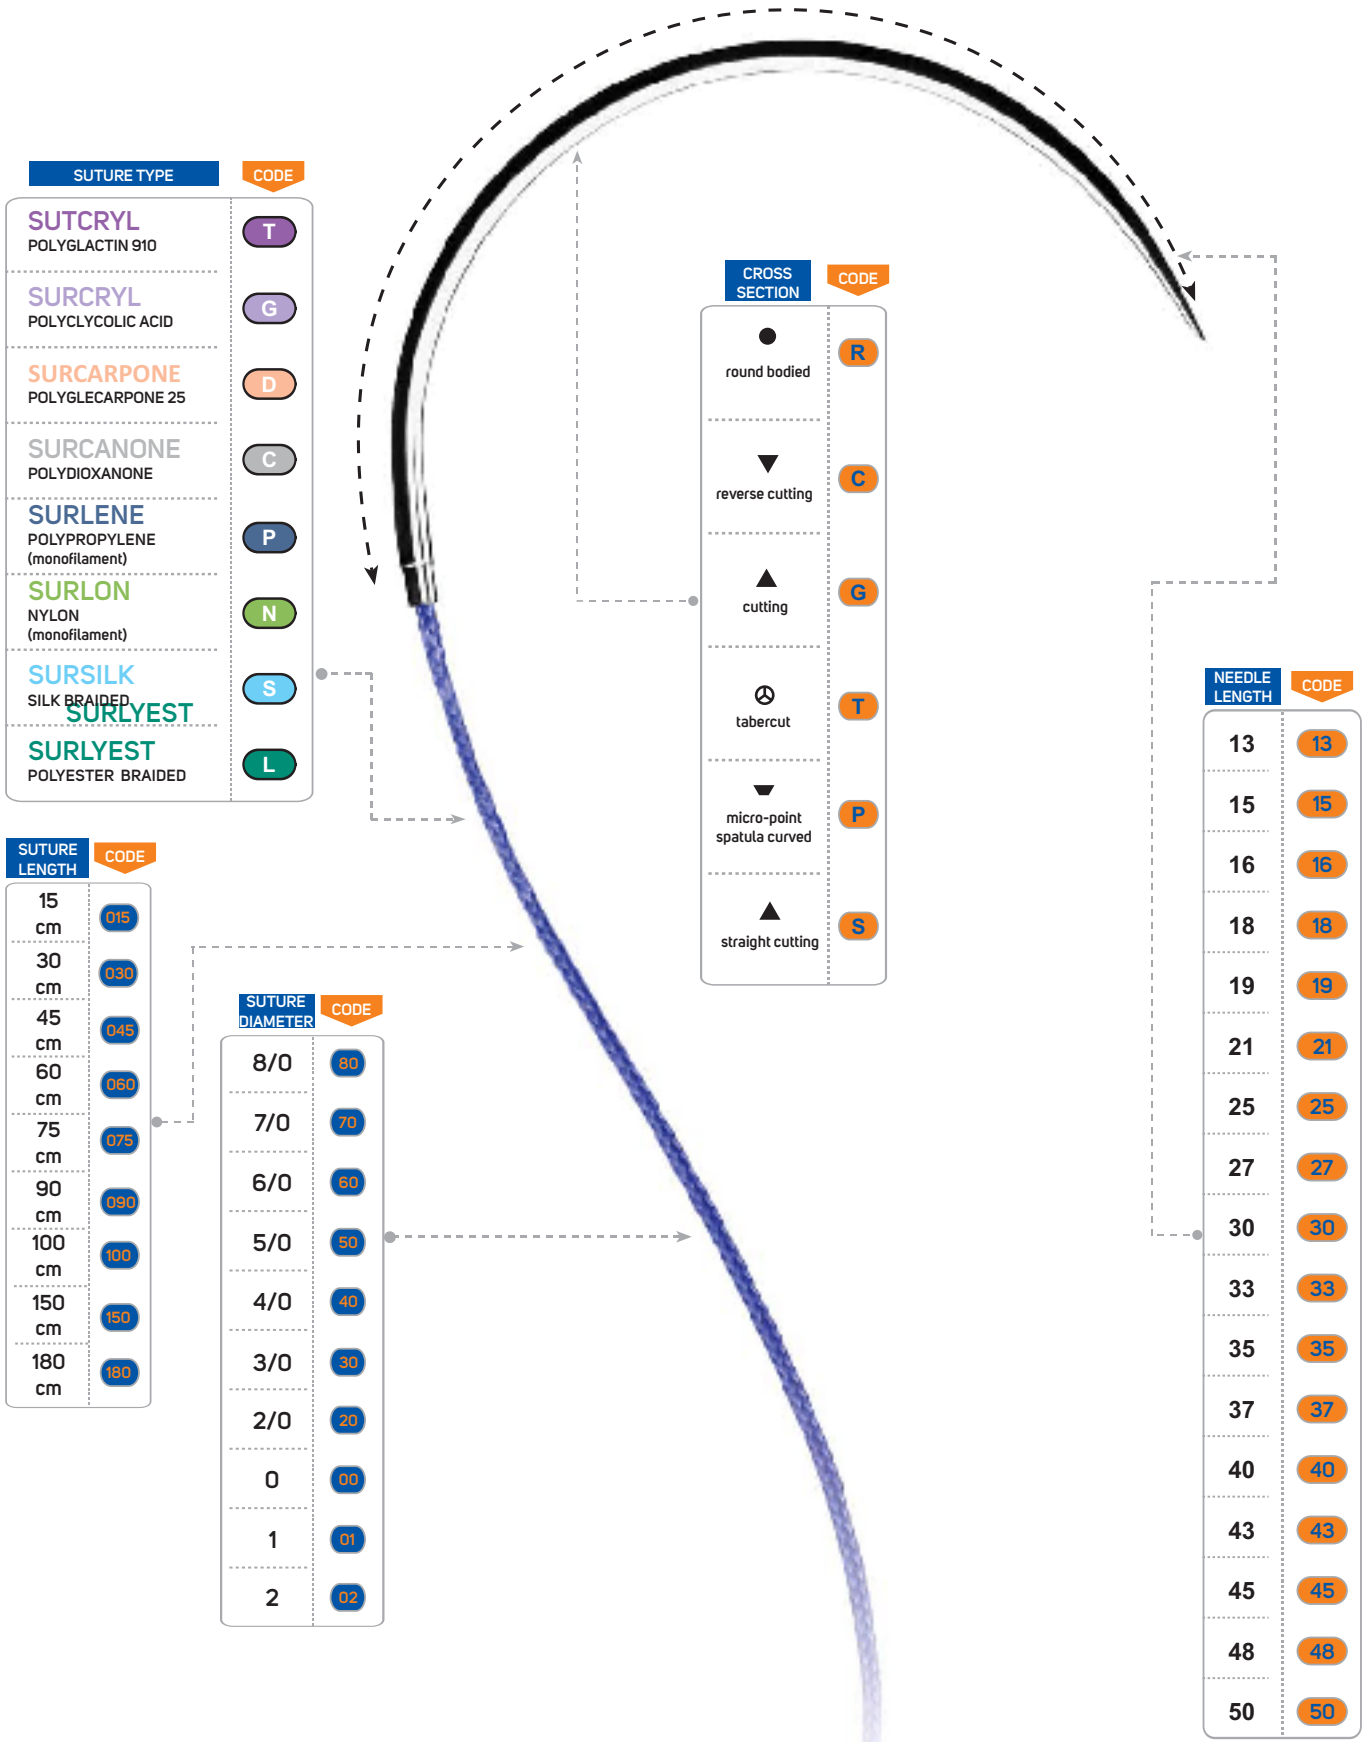 SUTURE TYPE
CODE
SUTCRYL
POLYGLACTIN 910
T
SURCRYL
POLYCLYCOLIC ACID
G
SURCARPONE
POLYGLECARPONE 25
D
SURCANONE
POLYDIOXANONE
C
SURLENE
POLYPROPYLENE
(monofilament)
P
SURLON
NYLON
(monofilament)
N
SURSILK
SILK BRAIDED
S
SURLYEST
SURLYEST
POLYESTER BRAIDED
L
SUTURE
LENGTH
CODE
15
cm
015
30
cm
030
45
cm
045
60
cm
060
75
cm
075
90
cm
090
100
cm
100
150
cm
150
180
cm
180
SUTURE
DIAMETER
CODE
8/0
80
7/0
70
6/0
60
5/0
50
4/0
40
3/0
30
2/0
20
0
00
1
01
2
02
CROSS
SECTION
CODE
round bodied
R
reverse cutting
C
cutting
G
tabercut
T
micro-point
spatula curved
P
straight cutting
S
NEEDLE
LENGTH
CODE
13
13
15
15
16
16
18
18
19
19
21
21
25
25
27
27
30
30
33
33
35
35
37
37
40
40
43
43
45
45
48
48
50
50